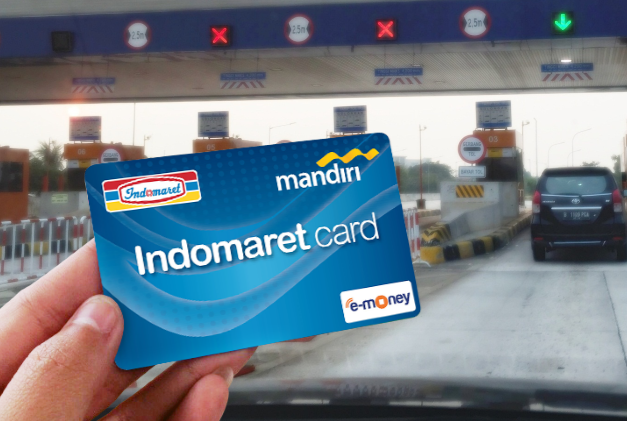 2.5m
2.5m
2.5m
Indomaret
mandiri
Indomaret card
e-money